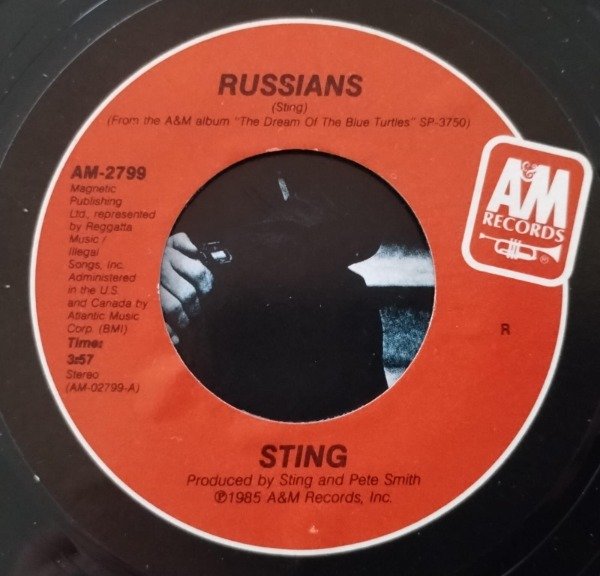 RUSSIANS
(Sting)
(From the A&M album "The Dream Of The Blue Turtles" SP-3750)
AM-2799
Magnetic
Publishing
Ltd., represented
by Reggatta
Music /
Illegal
Songs, Inc.
Administered
in the U.S.
and Canada by
Atlantic Music
Corp. (BMI)
Time:
3:57
Stereo
(AM-02799-A)
&
A M
RECORDS
®
R
STING
Produced by Sting and Pete Smith
℗1985 A&M Records, Inc.